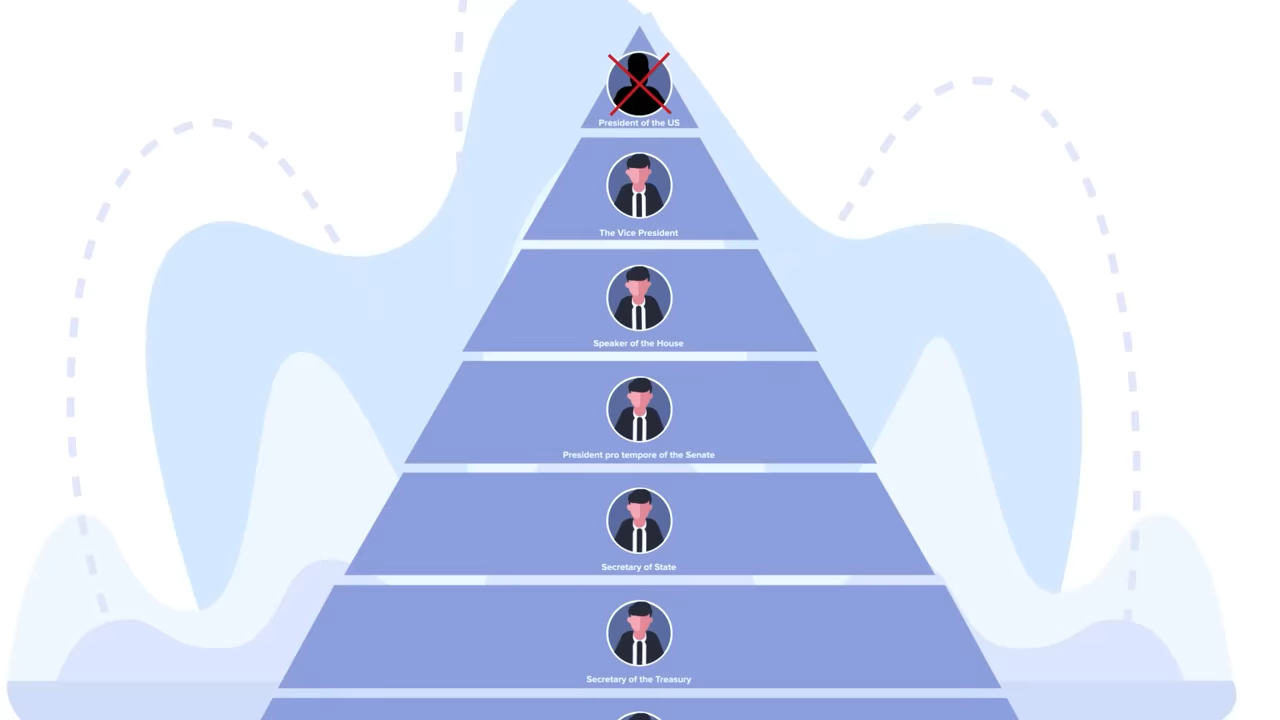 President of the US
The Vice President
Speaker of the House
President pro tempore of the Senate
Secretary of State
Secretary of the Treasury